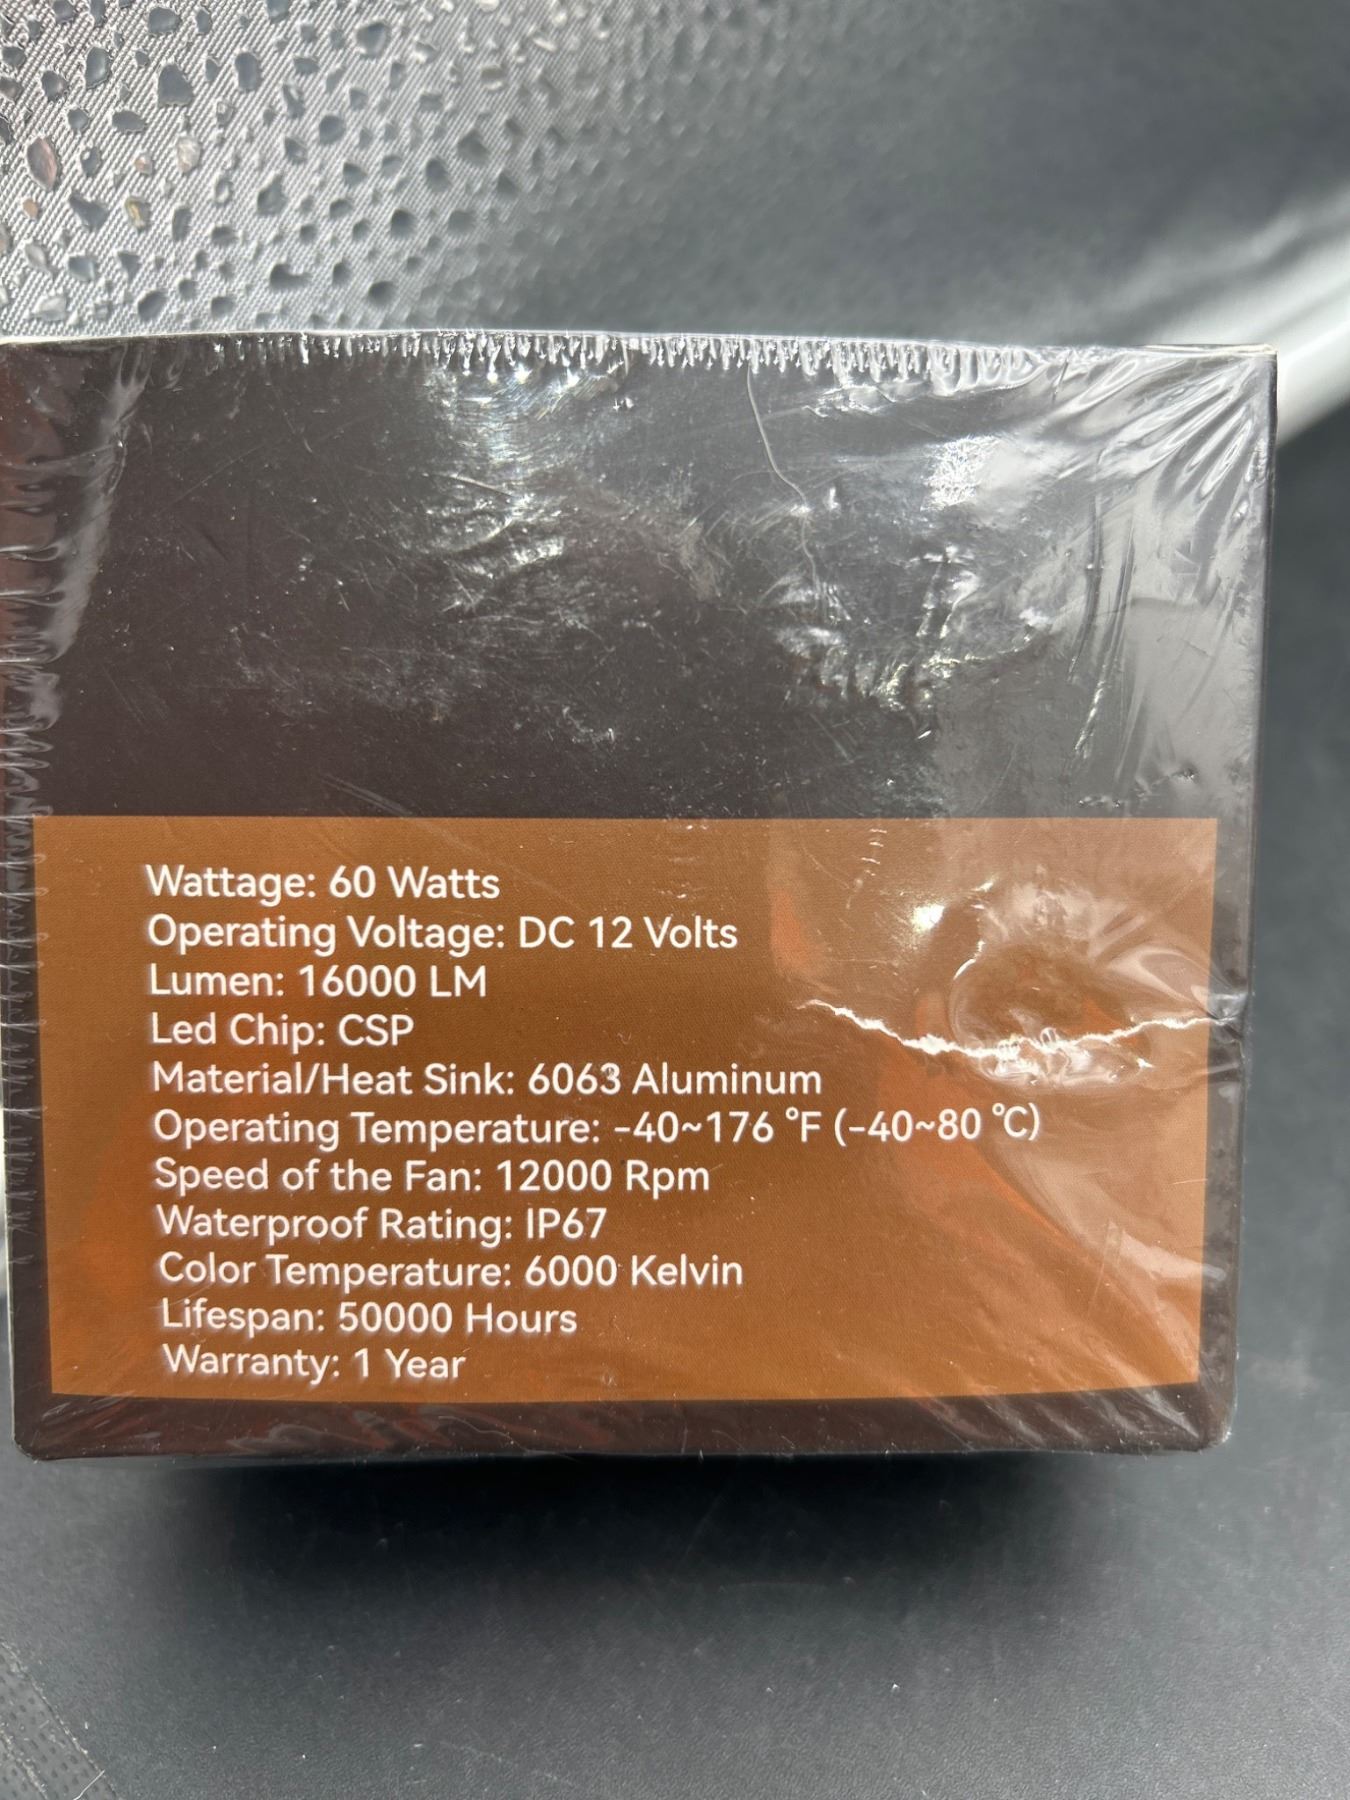 Wattage: 60 Watts
Operating Voltage: DC 12 Volts
Lumen: 16000 LM
Led Chip: CSP
Material/Heat Sink: 6063 Aluminum
Operating Temperature: -40~176 °F (-40~80 ℃)
Speed of the Fan: 12000 Rpm
Waterproof Rating: IP67
Color Temperature: 6000 Kelvin
Lifespan: 50000 Hours
Warranty: 1 Year